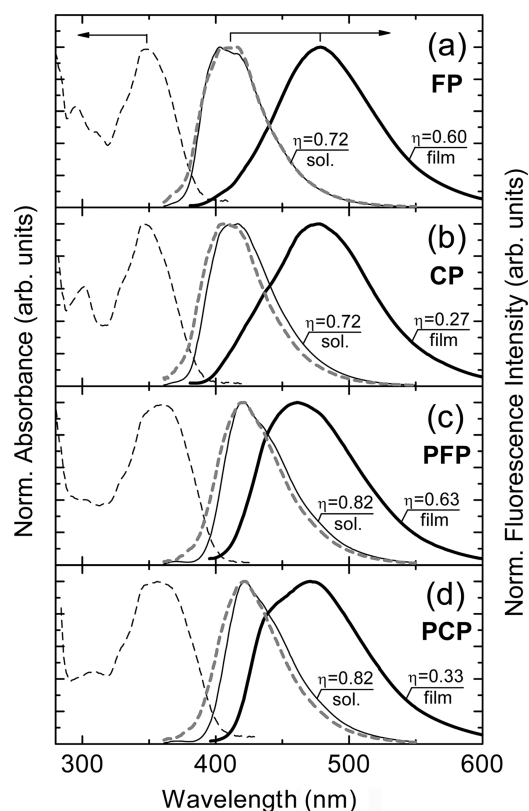 (a)
FP
η=0.72
sol.
η=0.60
film
(b)
CP
η=0.72
sol.
η=0.27
film
(c)
PFP
η=0.82
sol.
η=0.63
film
(d)
PCP
η=0.82
sol.
η=0.33
film
300 400 500 600
Wavelength (nm)
Norm. Absorbance (arb. units)
Norm. Fluorescence Intensity (arb. units)